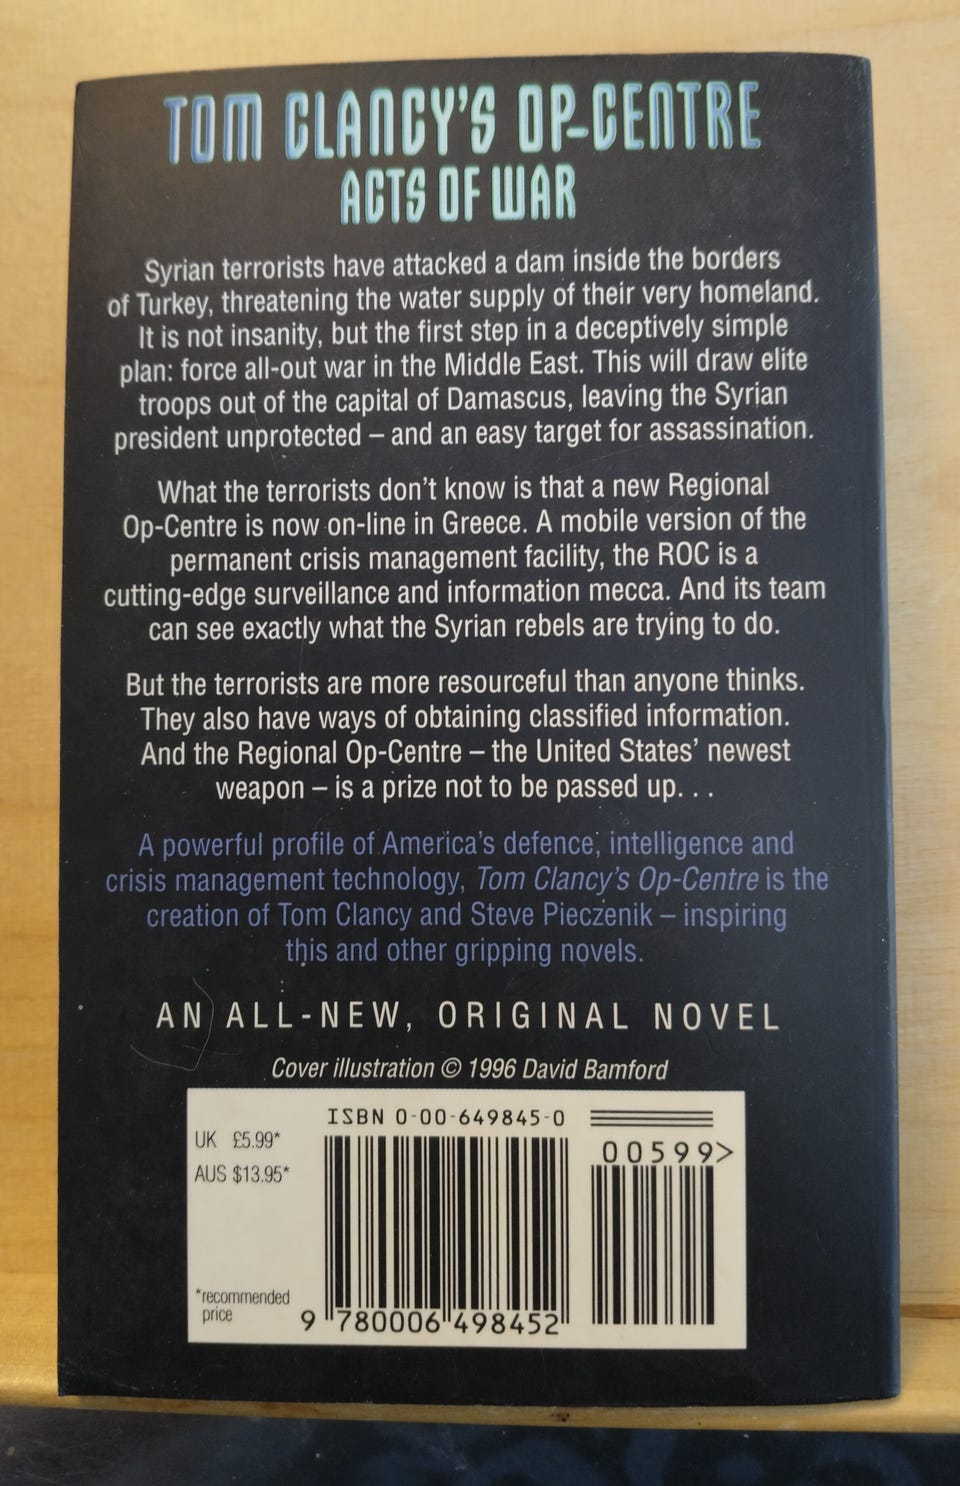 TOM CLANCY'S OP-CENTRE
ACTS OF WAR
Syrian terrorists have attacked a dam inside the borders
of Turkey, threatening the water supply of their very homeland.
It is not insanity, but the first step in a deceptively simple
plan: force all-out war in the Middle East. This will draw elite
troops out of the capital of Damascus, leaving the Syrian
president unprotected – and an easy target for assassination.
What the terrorists don't know is that a new Regional
Op-Centre is now on-line in Greece. A mobile version of the
permanent crisis management facility, the ROC is a
cutting-edge surveillance and information mecca. And its team
can see exactly what the Syrian rebels are trying to do.
But the terrorists are more resourceful than anyone thinks.
They also have ways of obtaining classified information.
And the Regional Op-Centre – the United States' newest
weapon – is a prize not to be passed up. . .
A powerful profile of America's defence, intelligence and
crisis management technology, Tom Clancy's Op-Centre is the
creation of Tom Clancy and Steve Pieczenik – inspiring
this and other gripping novels.
AN ALL-NEW, ORIGINAL NOVEL
Cover illustration © 1996 David Bamford
ISBN 0-00-649845-0
UK £5.99*
AUS $13.95*
*recommended
price
00599>
9 780006 498452